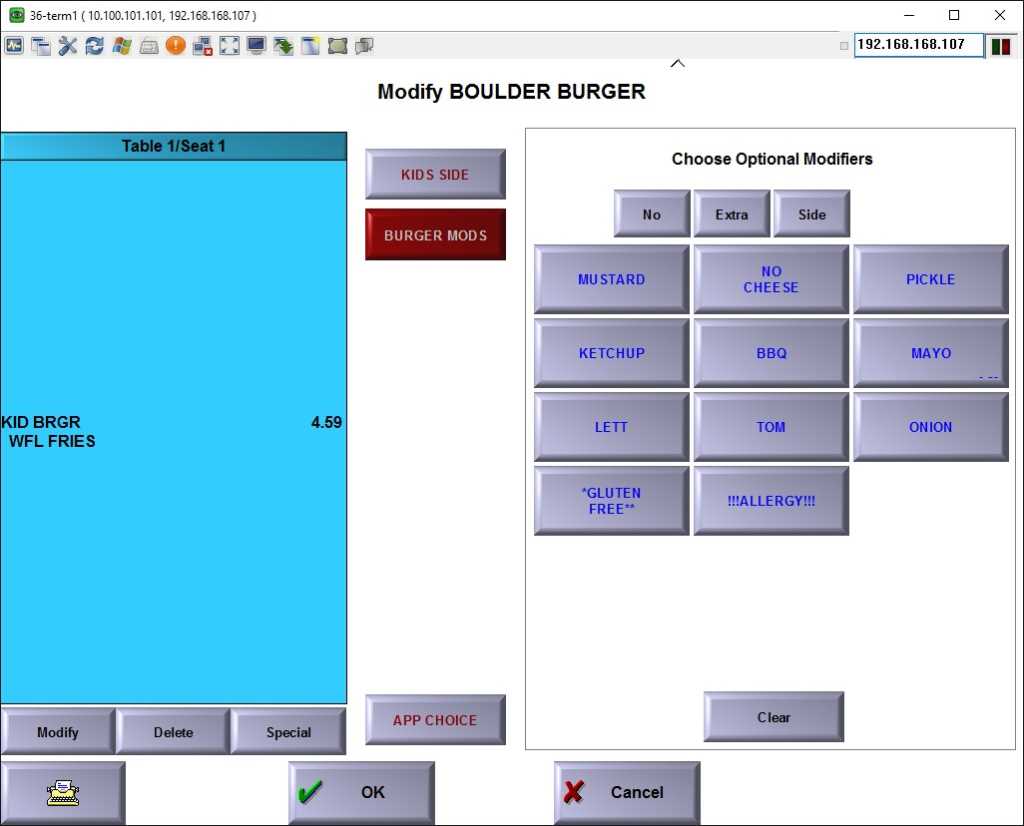 36-term1 ( 10.100.101.101, 192.168.168.107 )
192.168.168.107
Modify BOULDER BURGER
Table 1/Seat 1
KID BRGR 4.59
WFL FRIES
KIDS SIDE
BURGER MODS
APP CHOICE
Choose Optional Modifiers
No Extra Side
MUSTARD
NO
CHEESE
PICKLE
KETCHUP
BBQ
MAYO
LETT
TOM
ONION
*GLUTEN
FREE**
!!!ALLERGY!!!
Clear
Modify Delete Special
OK
Cancel